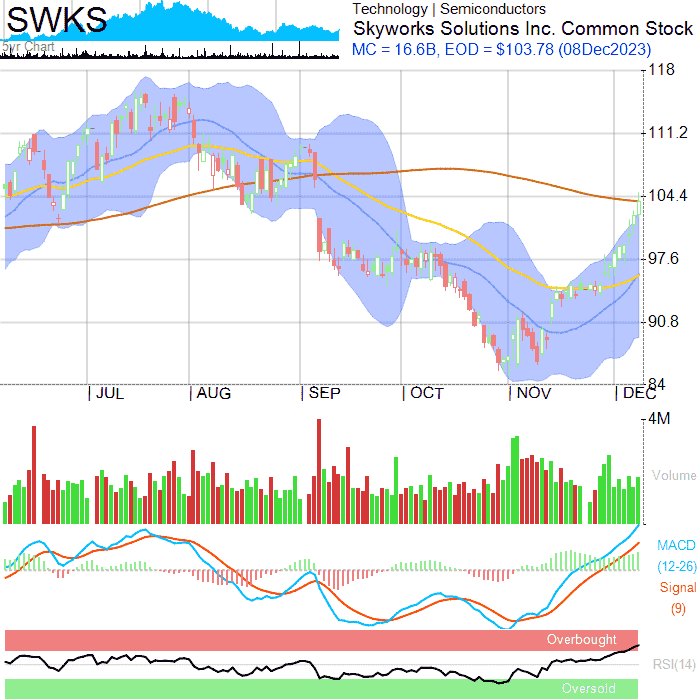 SWKS
5yr Chart
Technology | Semiconductors
Skyworks Solutions Inc. Common Stock
MC = 16.6B, EOD = $103.78 (08Dec2023)
118
111.2
104.4
97.6
90.8
84
JUL AUG SEP OCT NOV DEC
4M
Volume
MACD
(12-26)
Signal
(9)
Overbought
RSI(14)
Oversold